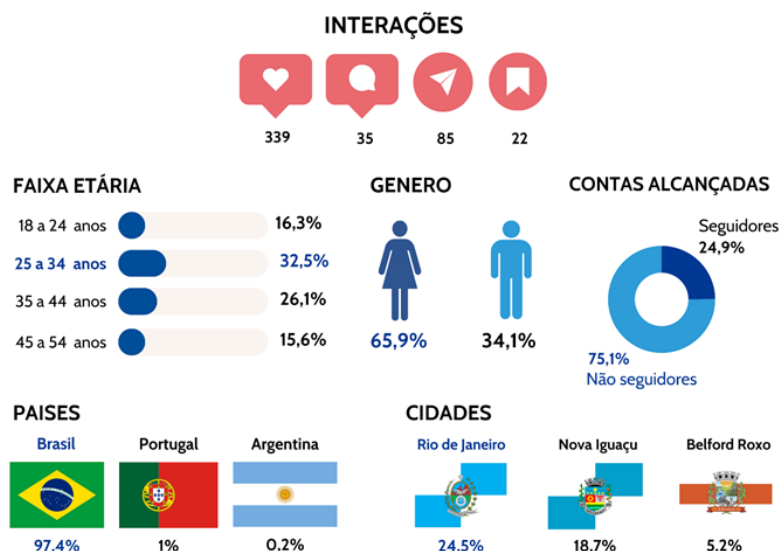 INTERAÇÕES
339 35 85 22
FAIXA ETÁRIA
18 a 24 anos 16,3%
25 a 34 anos 32,5%
35 a 44 anos 26,1%
45 a 54 anos 15,6%
GENERO
65,9% 34,1%
CONTAS ALCANÇADAS
Seguidores
24,9%
75,1%
Não seguidores
PAISES
Brasil Portugal Argentina
97,4% 1% 0,2%
CIDADES
Rio de Janeiro Nova Iguaçu Belford Roxo
24,5% 18,7% 5,2%